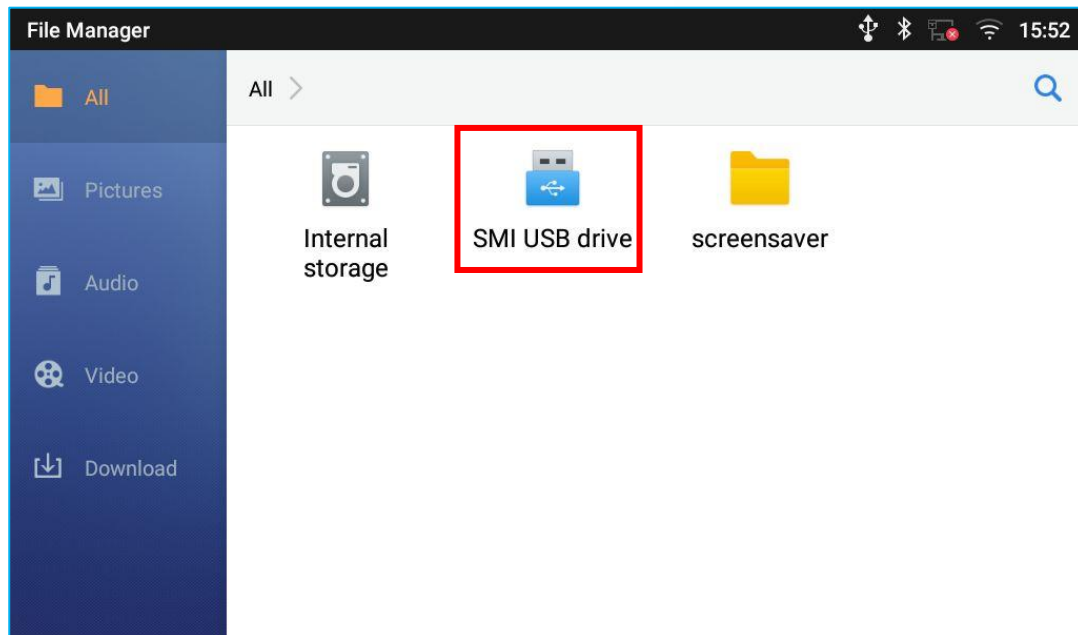 File Manager
15:52
All
All
Pictures
Internal
storage
SMI USB drive
screensaver
Audio
Video
Download